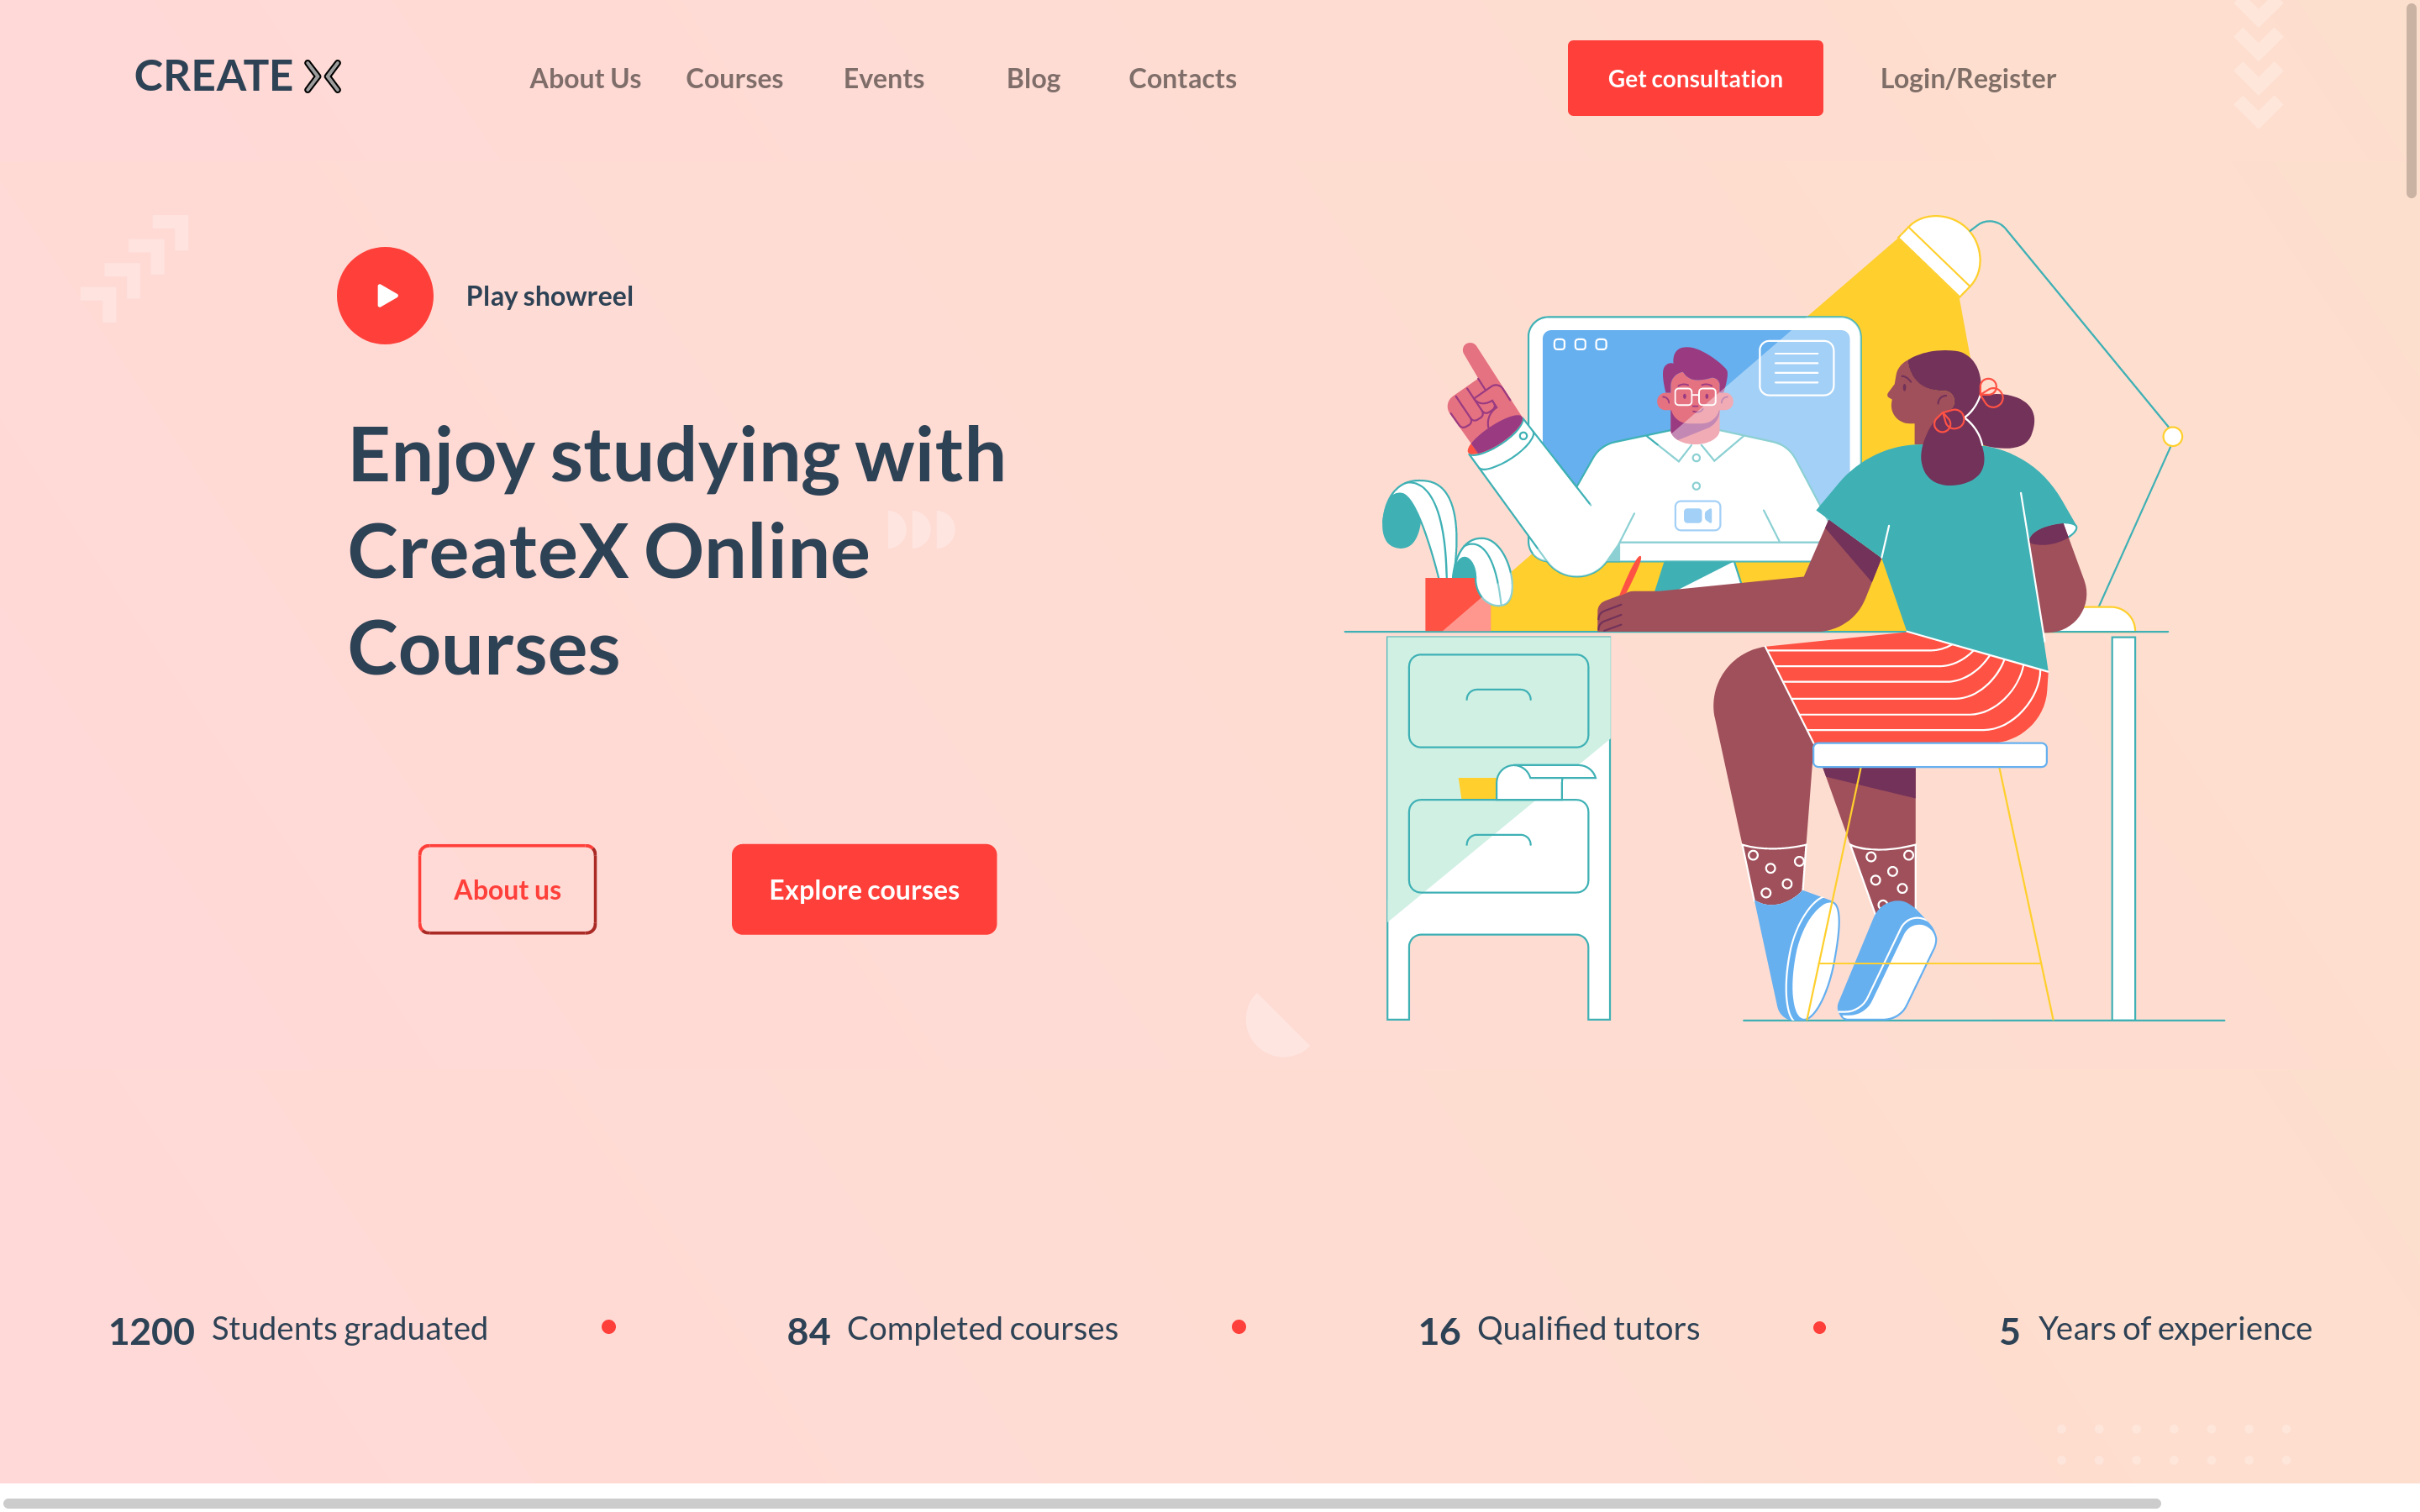 CREATE X
About Us Courses Events Blog Contacts
Get consultation
Login/Register
Play showreel
Enjoy studying with
CreateX Online
Courses
About us
Explore courses
1200 Students graduated
84 Completed courses
16 Qualified tutors
5 Years of experience